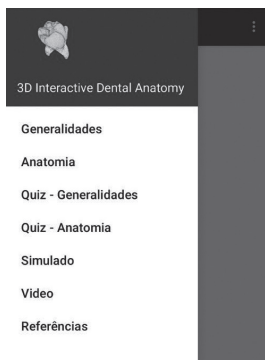 3D Interactive Dental Anatomy
Generalidades
Anatomia
Quiz - Generalidades
Quiz - Anatomia
Simulado
Video
Referências